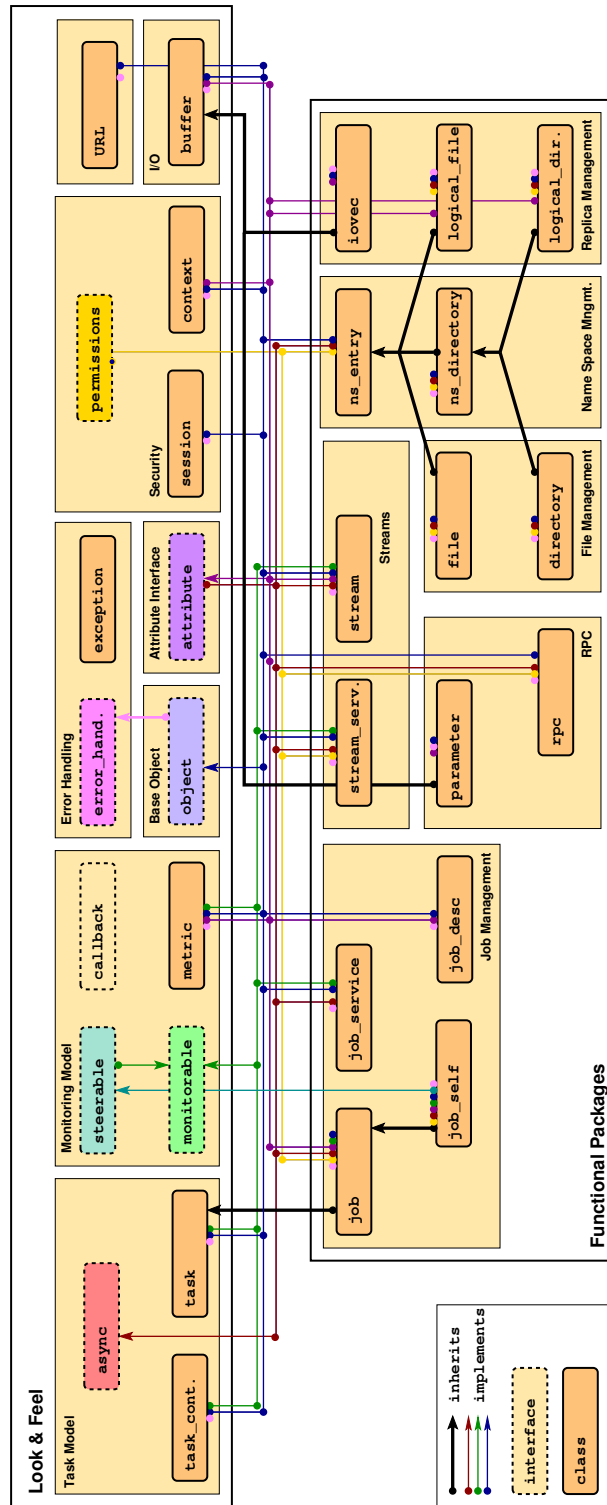 Look & Feel
Task Model
async
task_cont.
task
Monitoring Model
steerable
callback
monitorable
metric
Error Handling
error_hand.
exception
Base Object
object
Attribute Interface
attribute
Security
permissions
session
context
URL
I/O
buffer
Functional Packages
Job Management
job
job_service
job_self
job_desc
Streams
stream_serv.
stream
RPC
parameter
rpc
File Management
file
directory
Name Space Mngmt.
ns_entry
ns_directory
Replica Management
iovec
logical_file
logical_dir.
inherits
implements
interface
class